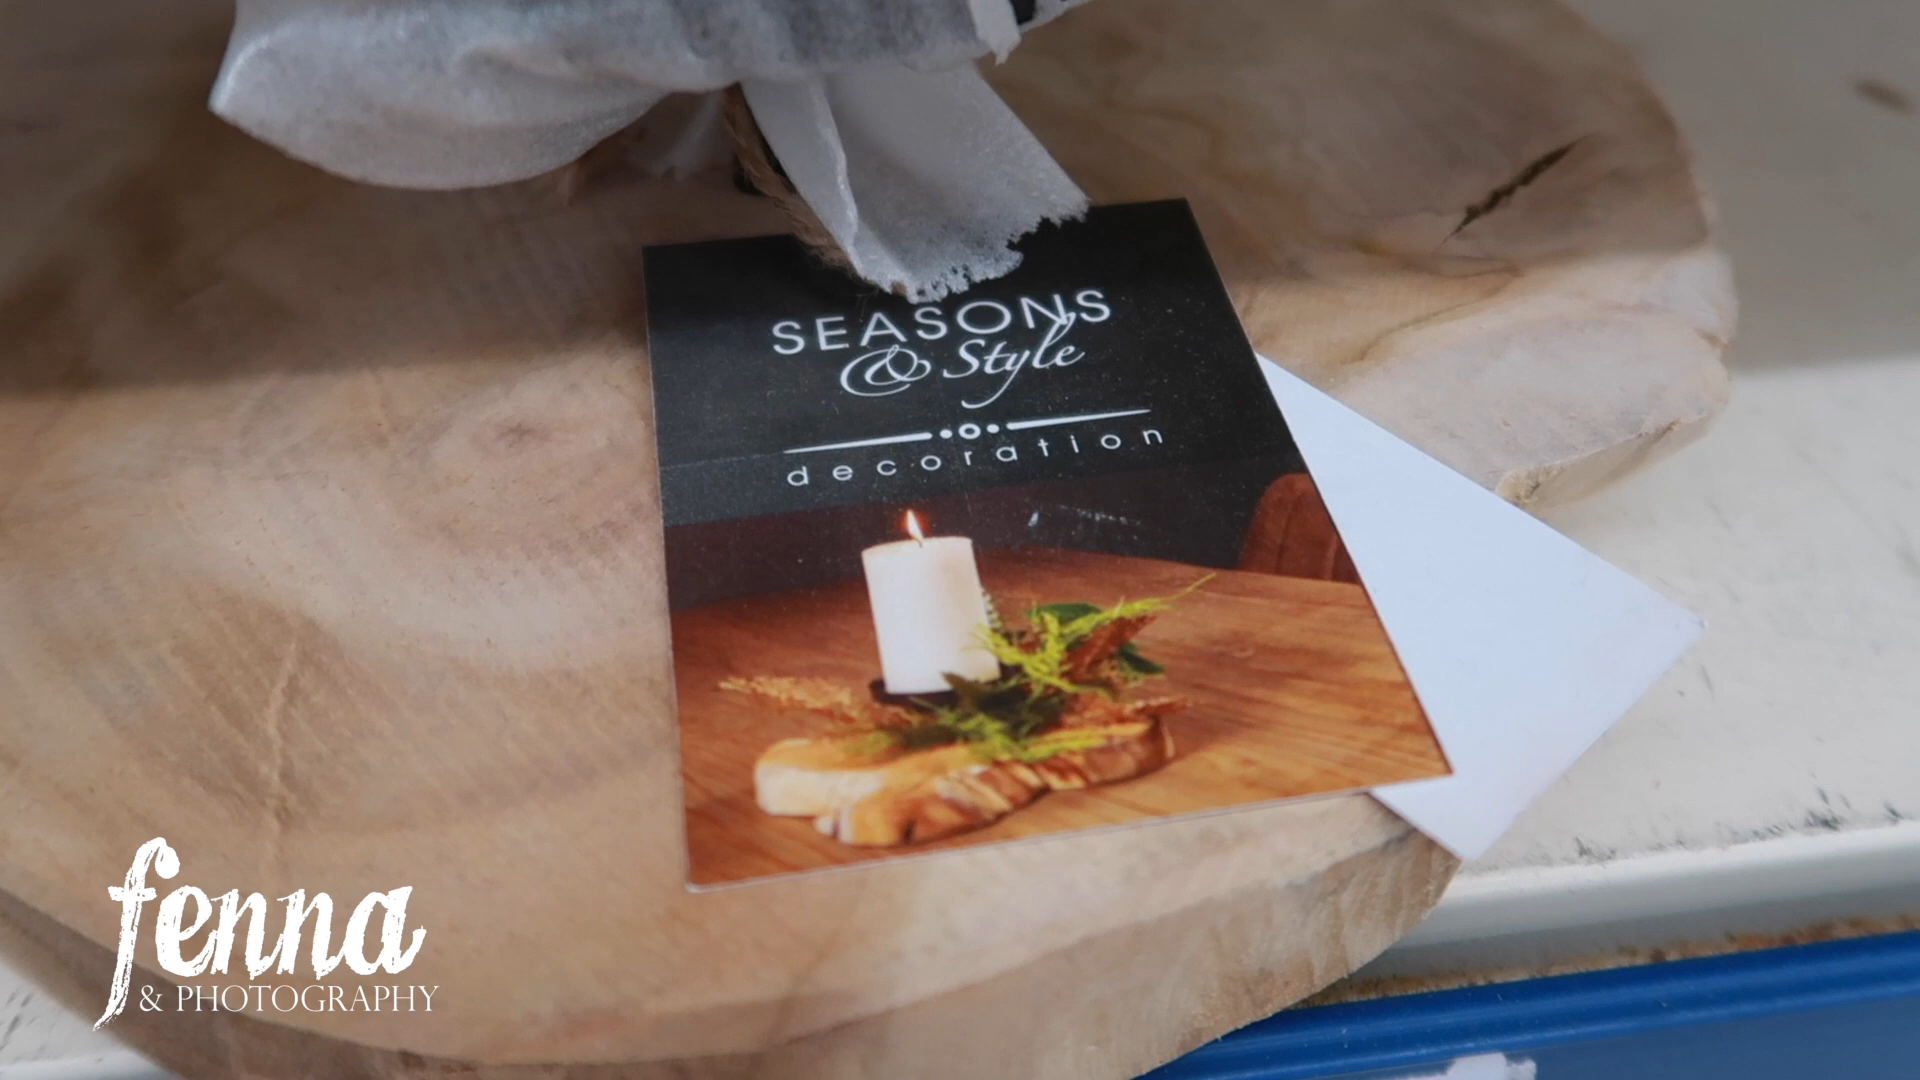 SEASONS
& Style
decoration
fenna
& PHOTOGRAPHY